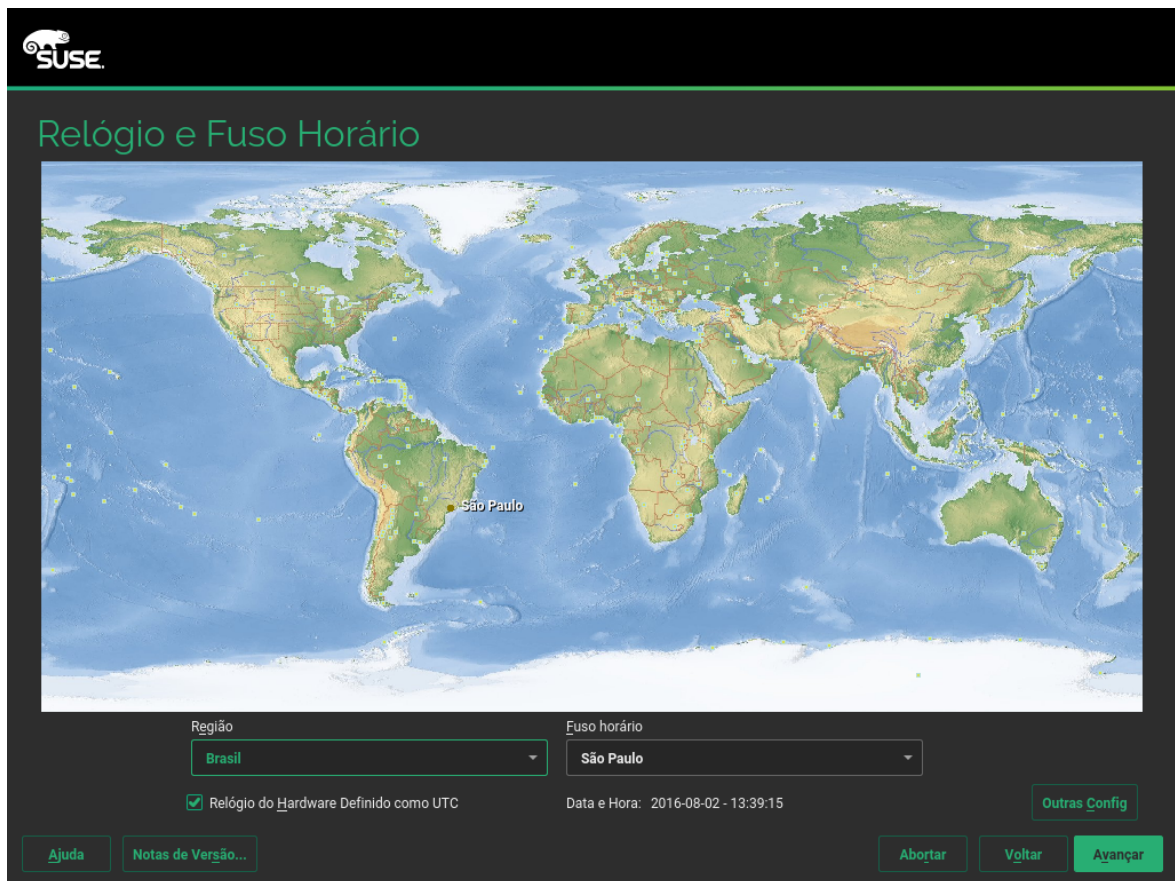 SUSE.
Relógio e Fuso Horário
São Paulo
Região
Fuso horário
Brasil
São Paulo
Relógio do Hardware Definido como UTC
Data e Hora: 2016-08-02 - 13:39:15
Outras Config
Ajuda
Notas de Versão...
Abortar
Voltar
Avançar